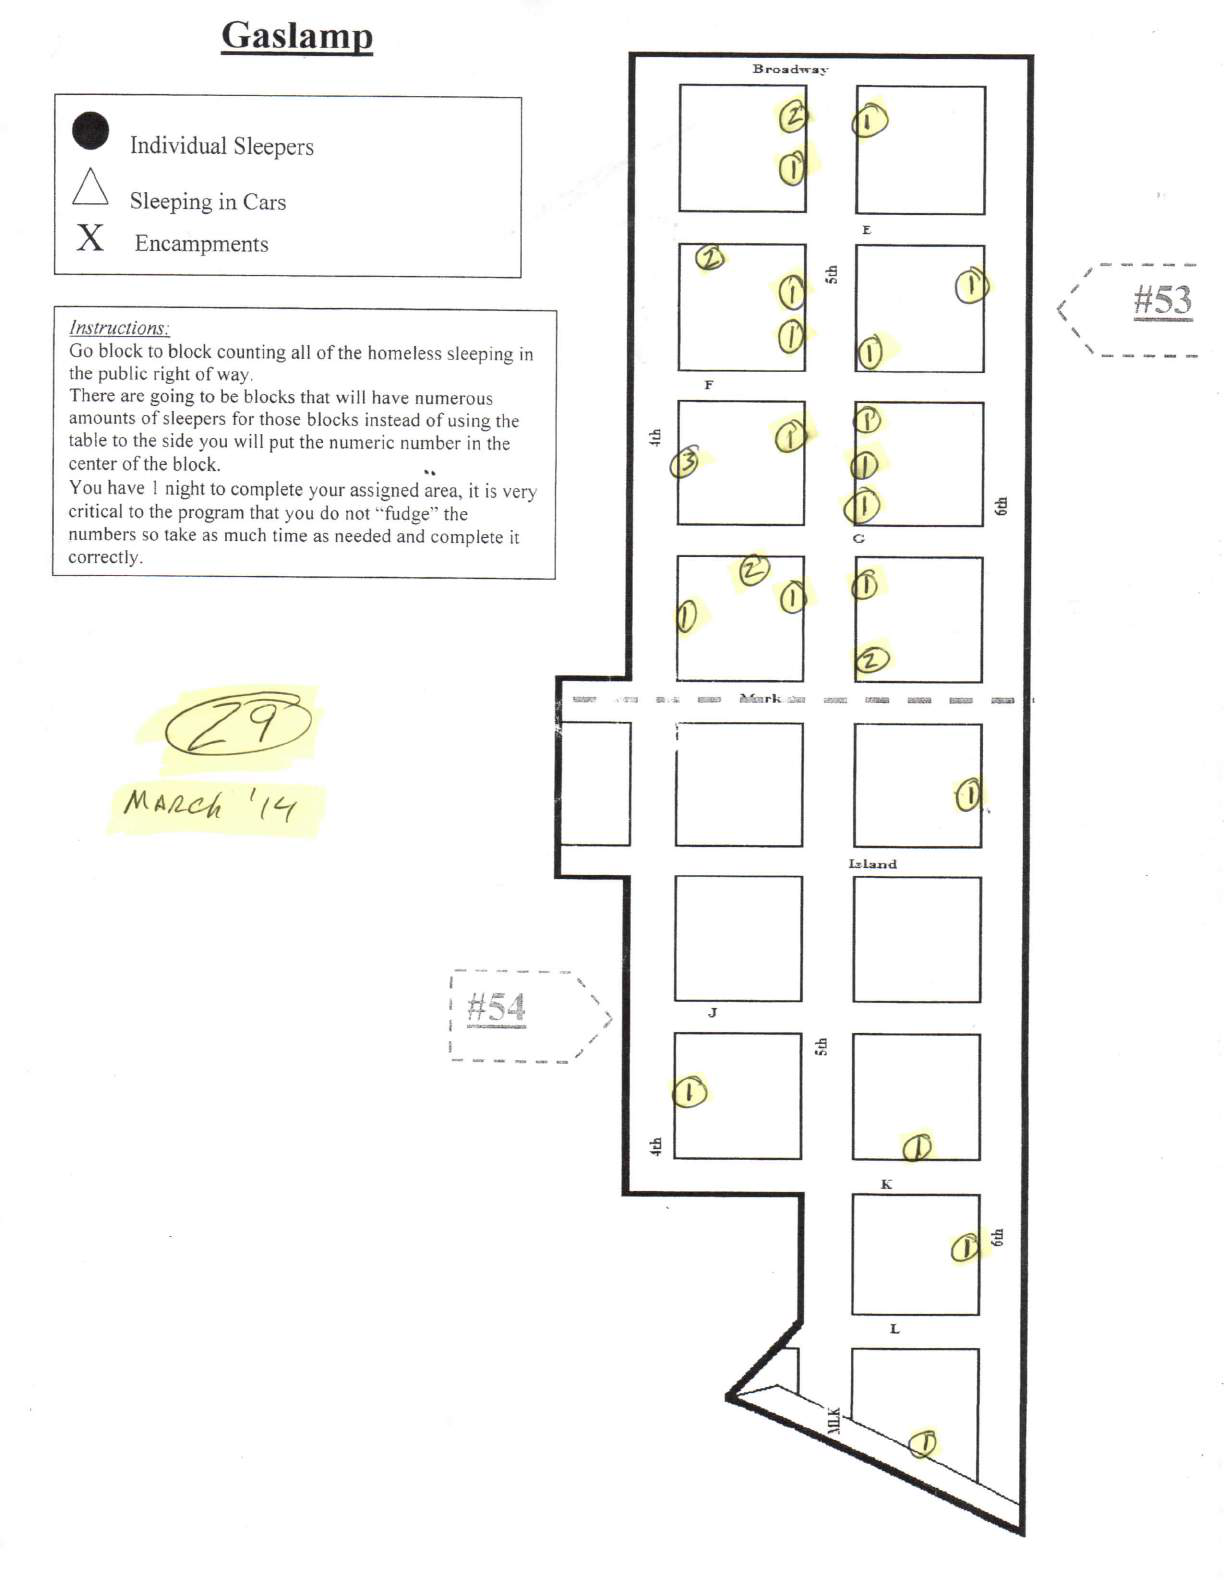 Gaslamp
Individual Sleepers
Sleeping in Cars
X Encampments
Instructions:
Go block to block counting all of the homeless sleeping in
the public right of way.
There are going to be blocks that will have numerous
amounts of sleepers for those blocks instead of using the
table to the side you will put the numeric number in the
center of the block.
You have 1 night to complete your assigned area, it is very
critical to the program that you do not “fudge” the
numbers so take as much time as needed and complete it
correctly.
29
MARCH '14
Broadway
2 1
1
E
2
5th
1 1
1
1
#53
F
1
1
4th
3
1
1
6th
G
2
1
1
1
2
Mark
1
Island
#54
J
5th
1
4th
1
K
6th
1
L
MLK
1